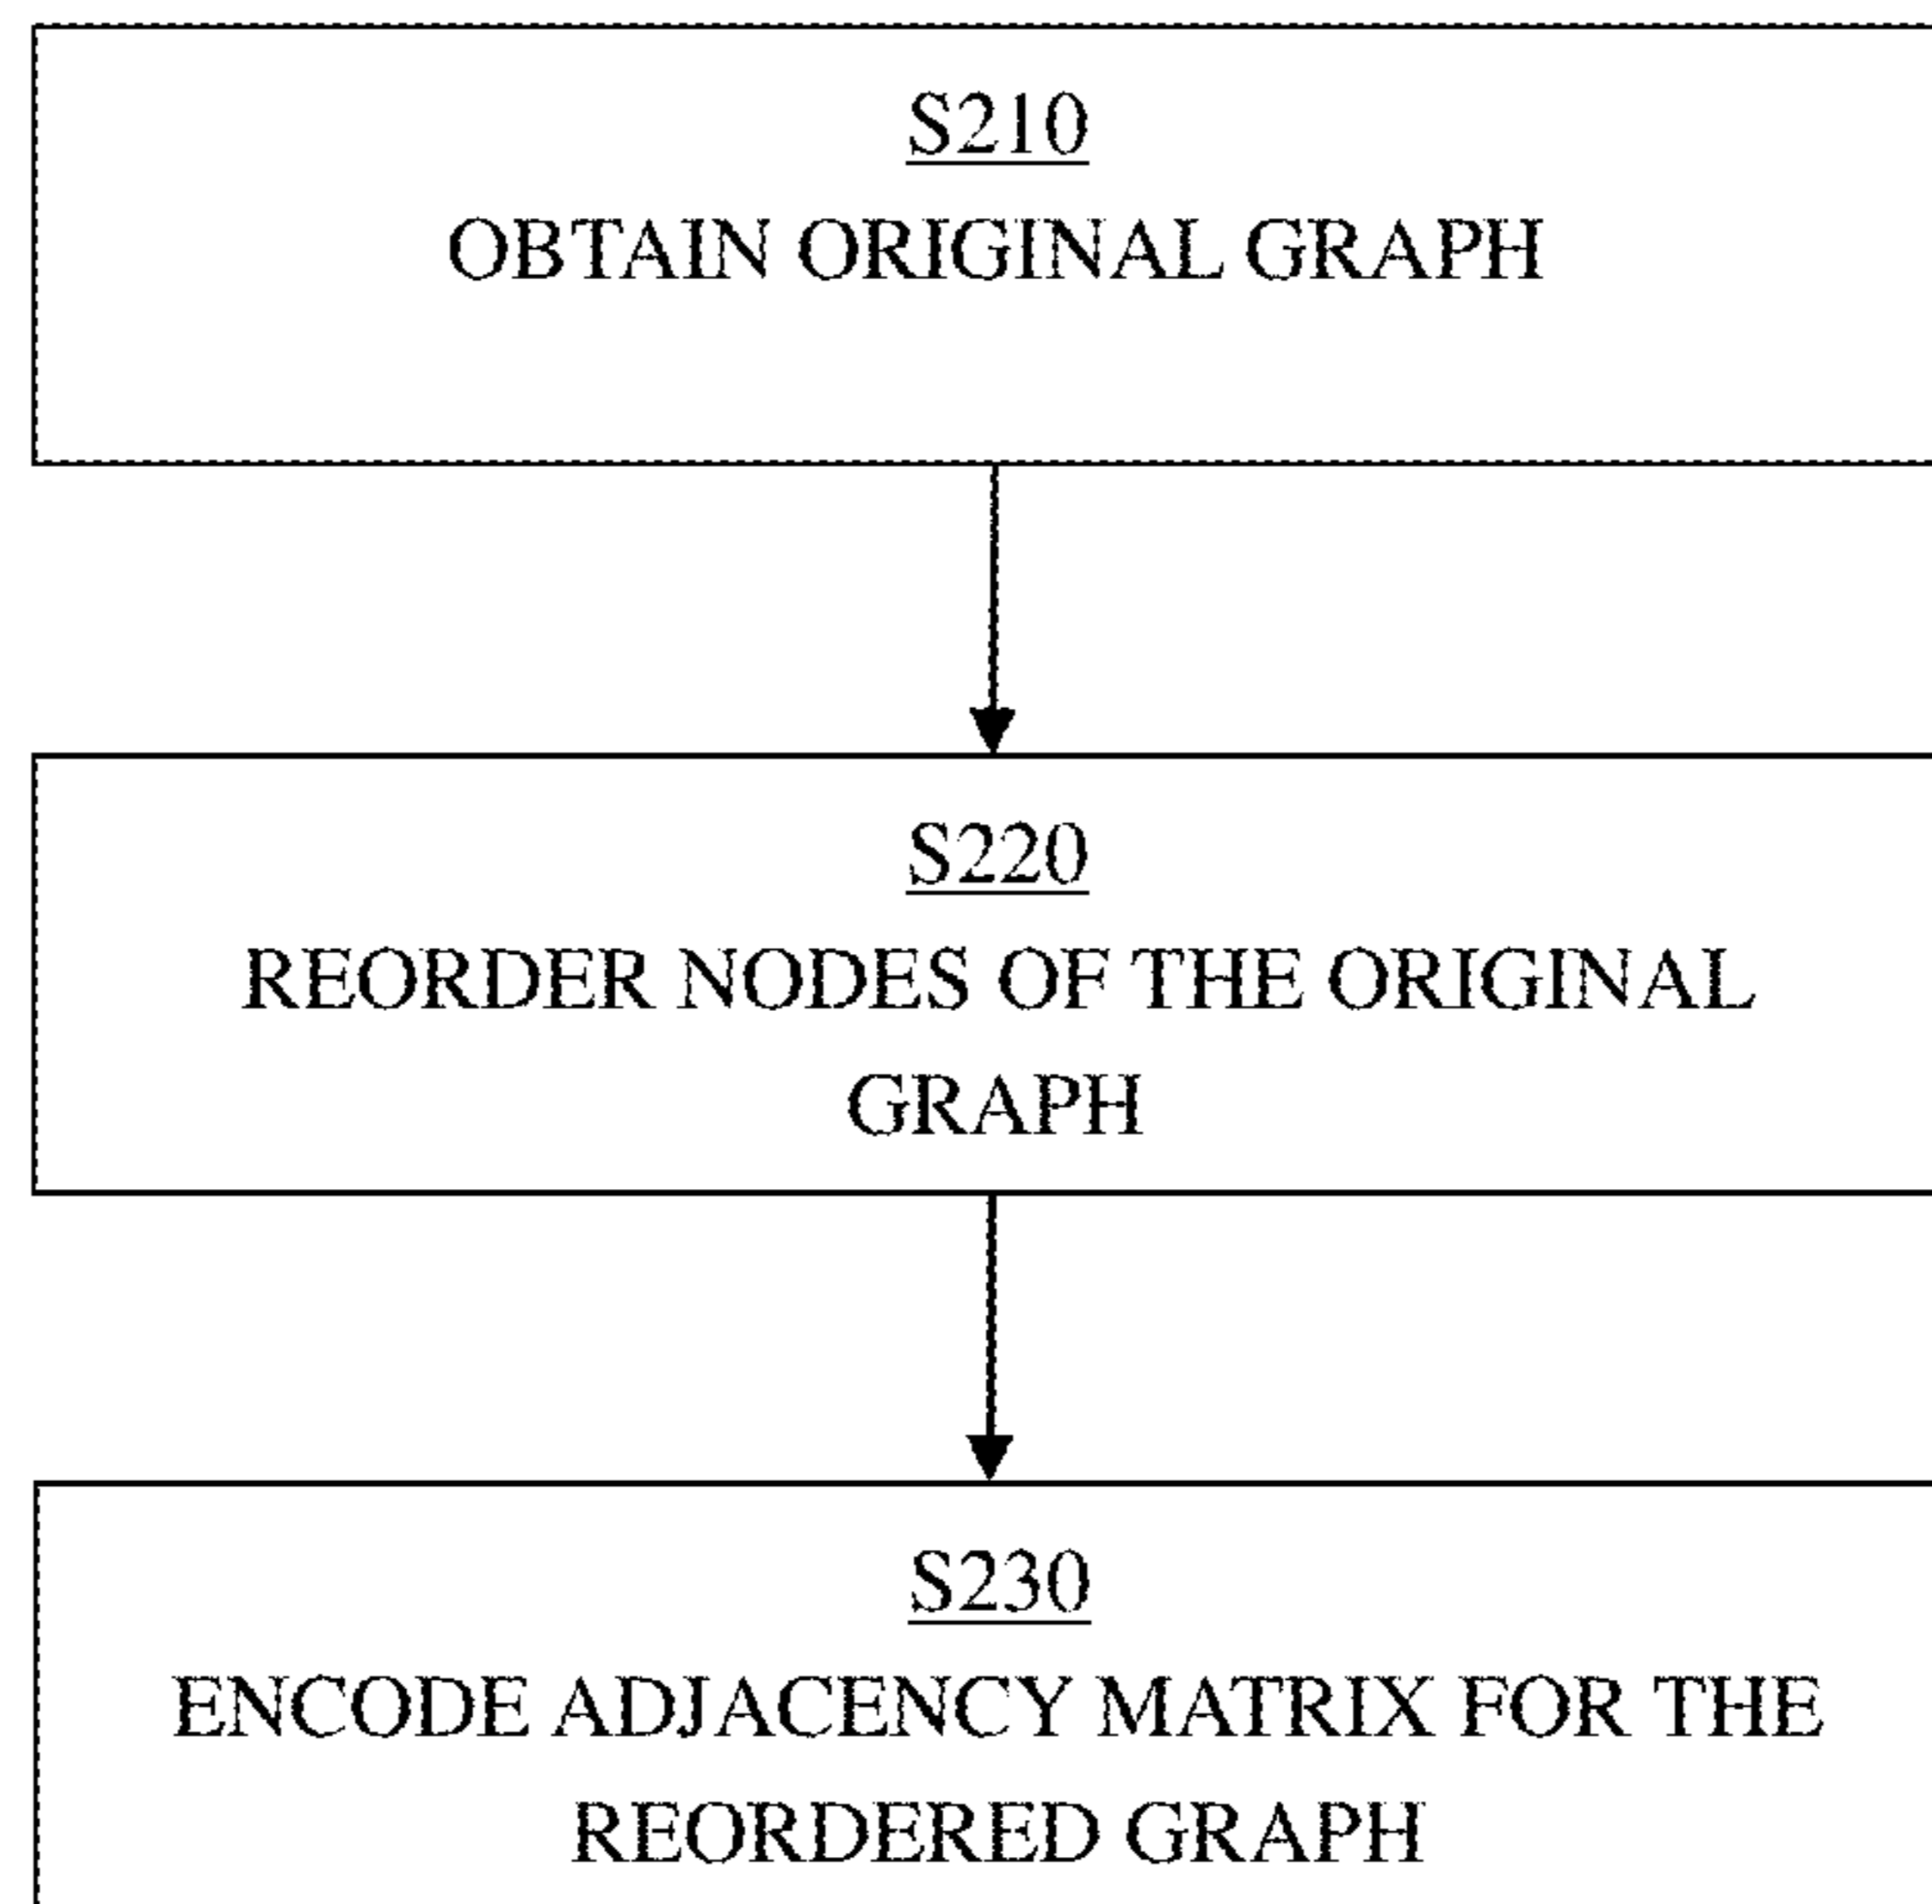 S210
OBTAIN ORIGINAL GRAPH
S220
REORDER NODES OF THE ORIGINAL
GRAPH
S230
ENCODE ADJACENCY MATRIX FOR THE
REORDERED GRAPH